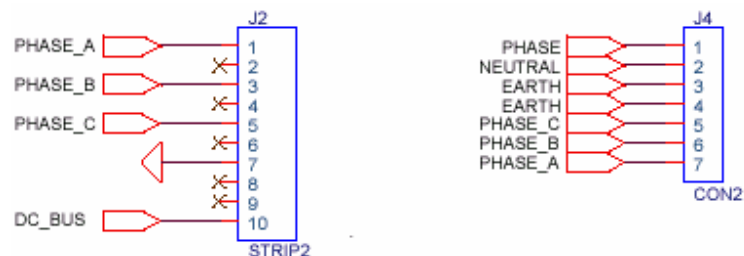 J2
PHASE_A 1
2
PHASE_B 3
4
PHASE_C 5
6
7
8
9
DC_BUS 10
STRIP2
J4
PHASE 1
NEUTRAL 2
EARTH 3
EARTH 4
PHASE_C 5
PHASE_B 6
PHASE_A 7
CON2